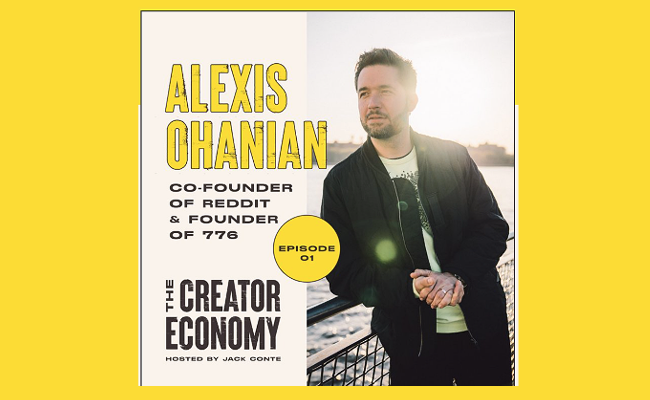 ALEXIS
OHANIAN
CO-FOUNDER
OF REDDIT
& FOUNDER
OF 776
EPISODE
01
THE
CREATOR
ECONOMY
HOSTED BY JACK CONTE